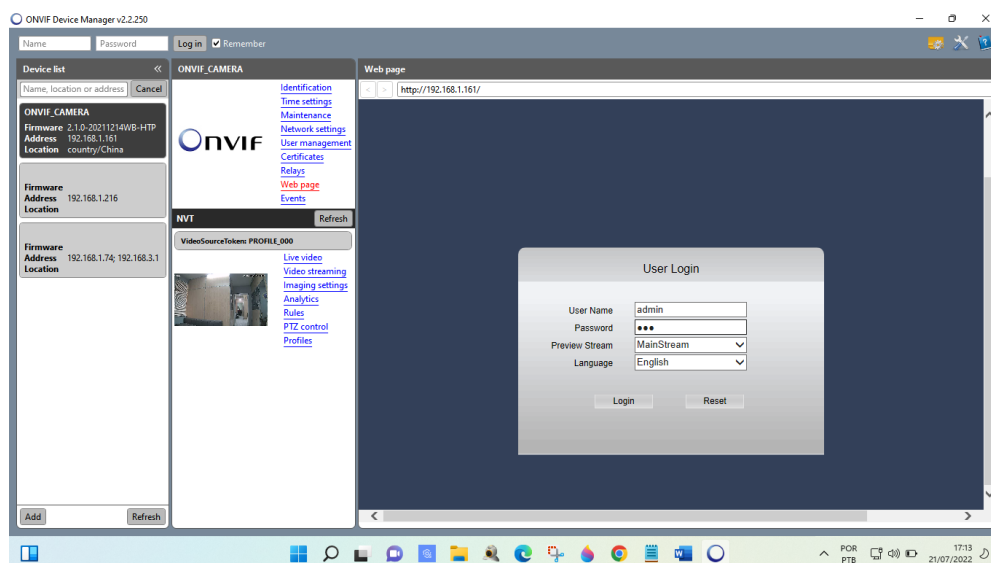 ONVIF Device Manager v2.2.250
Name Password Log in Remember
Device list «
Name, location or address Cancel
ONVIF_CAMERA
Firmware 2.1.0-20211214WB-HTP
Address 192.168.1.161
Location country/China
Firmware
Address 192.168.1.216
Location
Firmware
Address 192.168.1.74; 192.168.3.1
Location
Add Refresh
ONVIF_CAMERA
ONVIF
Identification
Time settings
Maintenance
Network settings
User management
Certificates
Relays
Web page
Events
NVT Refresh
VideoSourceToken: PROFILE_000
Live video
Video streaming
Imaging settings
Analytics
Rules
PTZ control
Profiles
Web page
< > http://192.168.1.161/
User Login
User Name admin
Password •••
Preview Stream MainStream
Language English
Login Reset
POR
PTB
17:13
21/07/2022